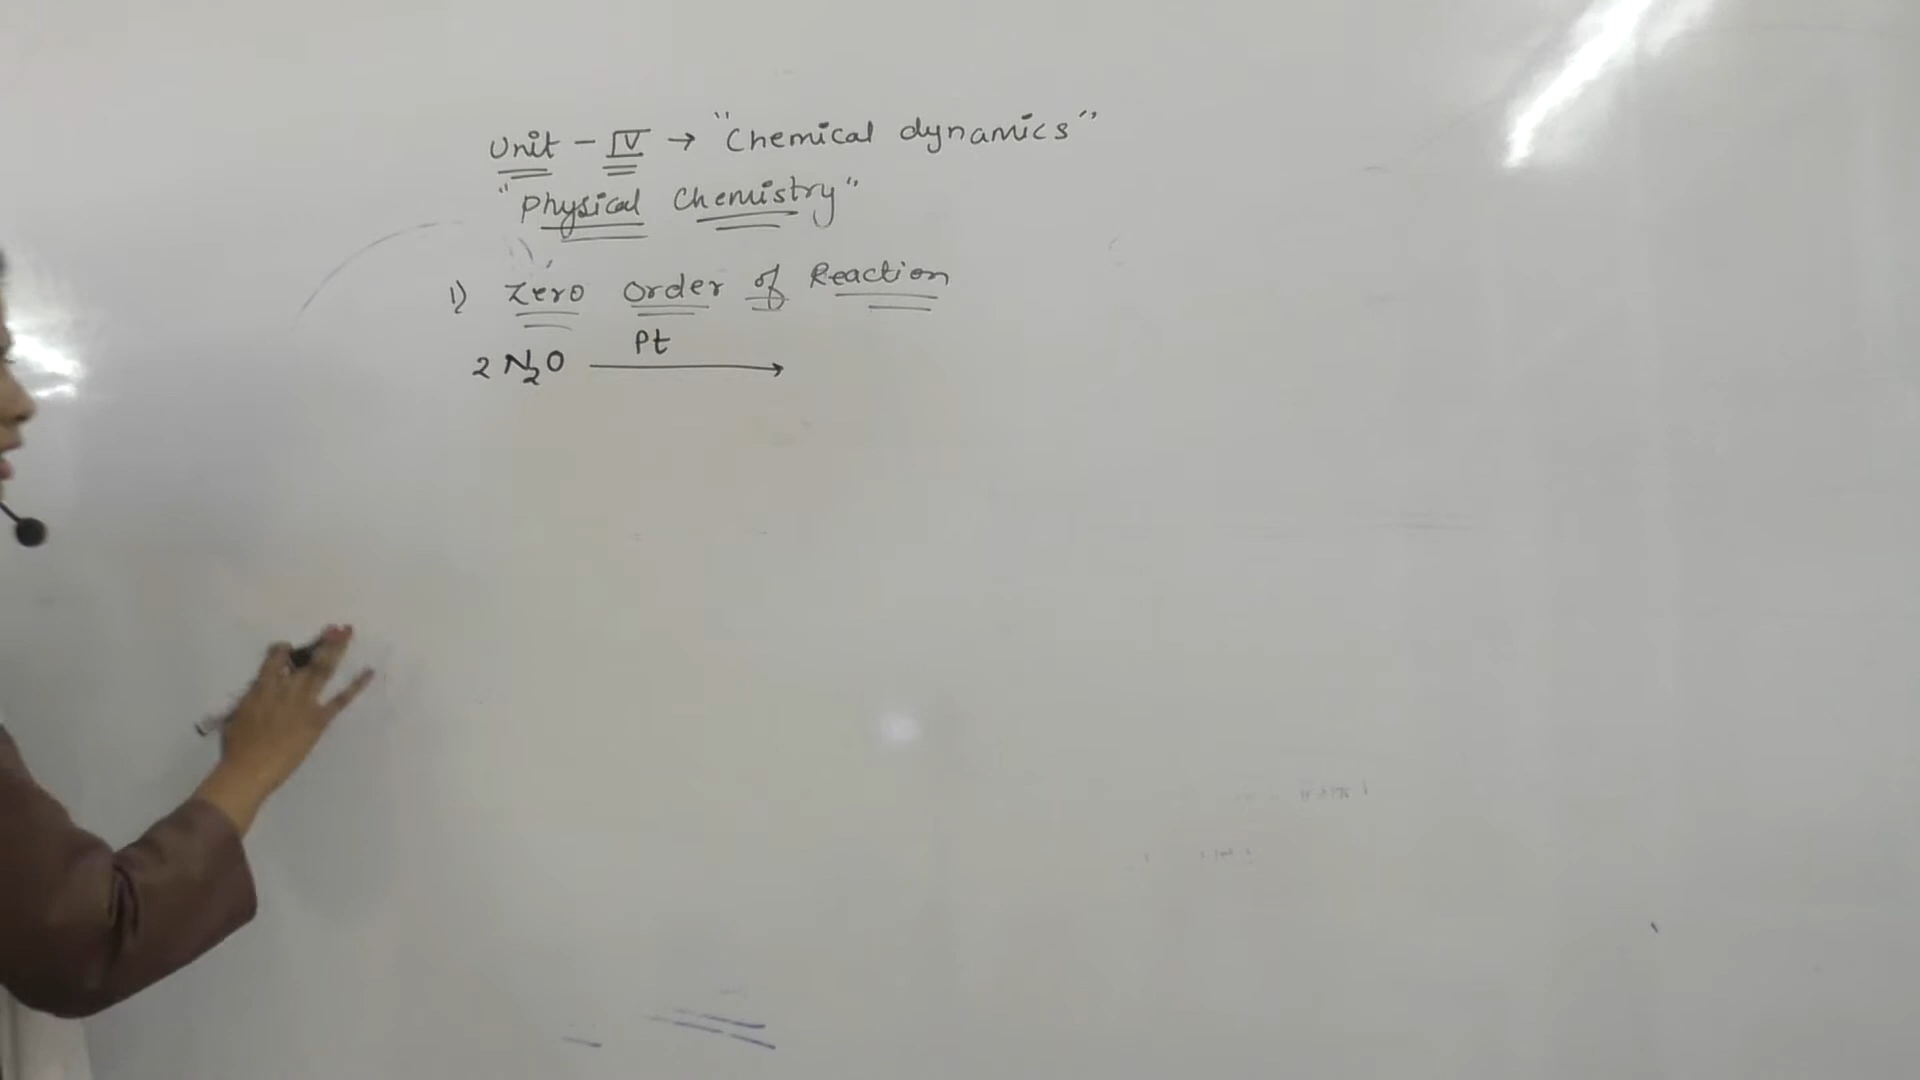 Unit - IV → "Chemical dynamics"
"Physical Chemistry"
1) Zero Order of Reaction
Pt
2 N₂O ⟶